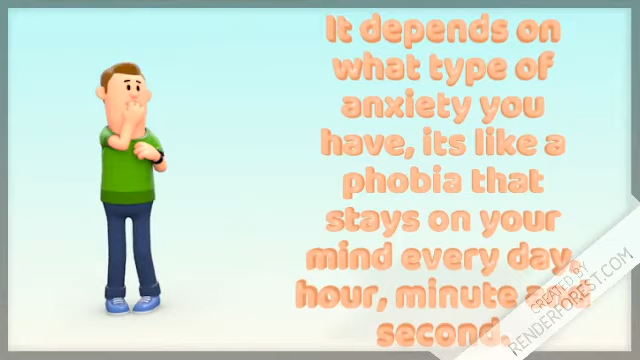 It depends on
what type of
anxiety you
have, its like a
phobia that
stays on your
mind every day,
hour, minute and
second.
CREATED BY
RENDERFOREST.COM